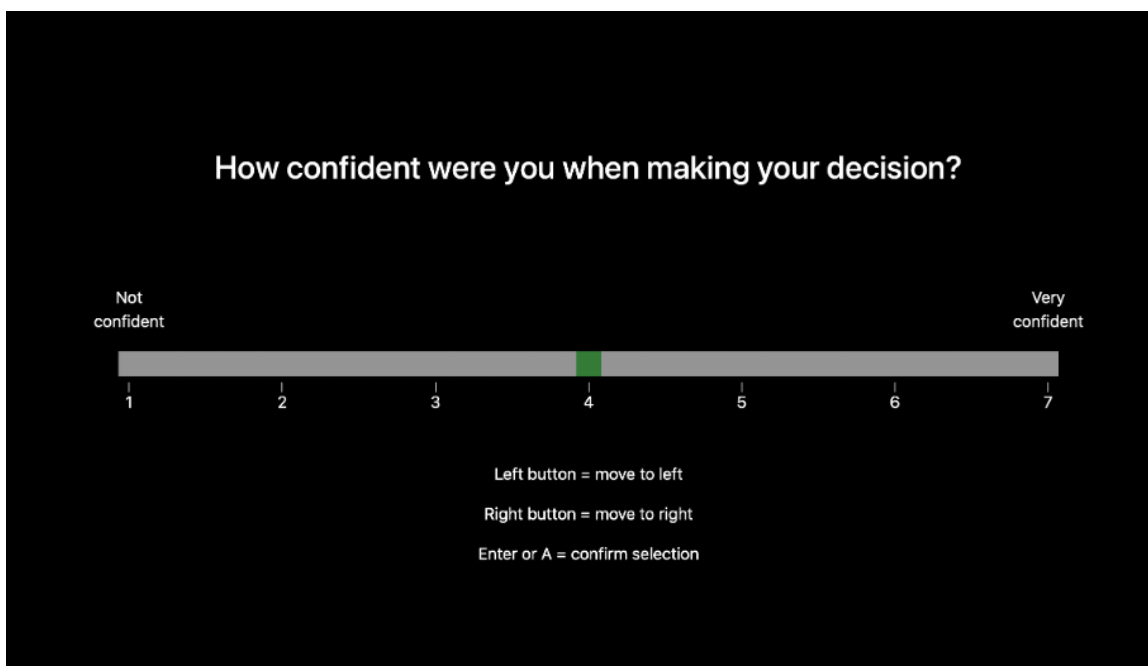 How confident were you when making your decision?
Not
confident
Very
confident
1 2 3 4 5 6 7
Left button = move to left
Right button = move to right
Enter or A = confirm selection